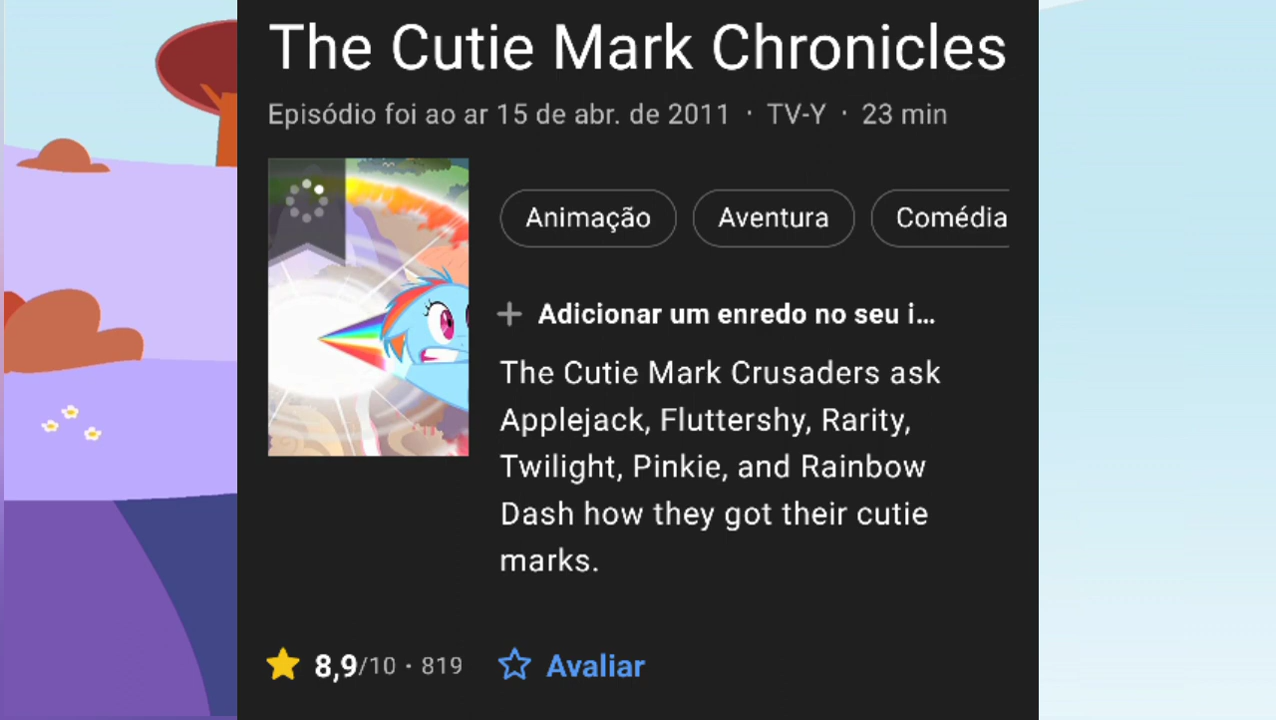 The Cutie Mark Chronicles
Episódio foi ao ar 15 de abr. de 2011 · TV-Y · 23 min
Animação Aventura Comédia
+ Adicionar um enredo no seu i...
The Cutie Mark Crusaders ask
Applejack, Fluttershy, Rarity,
Twilight, Pinkie, and Rainbow
Dash how they got their cutie
marks.
8,9/10 · 819 Avaliar